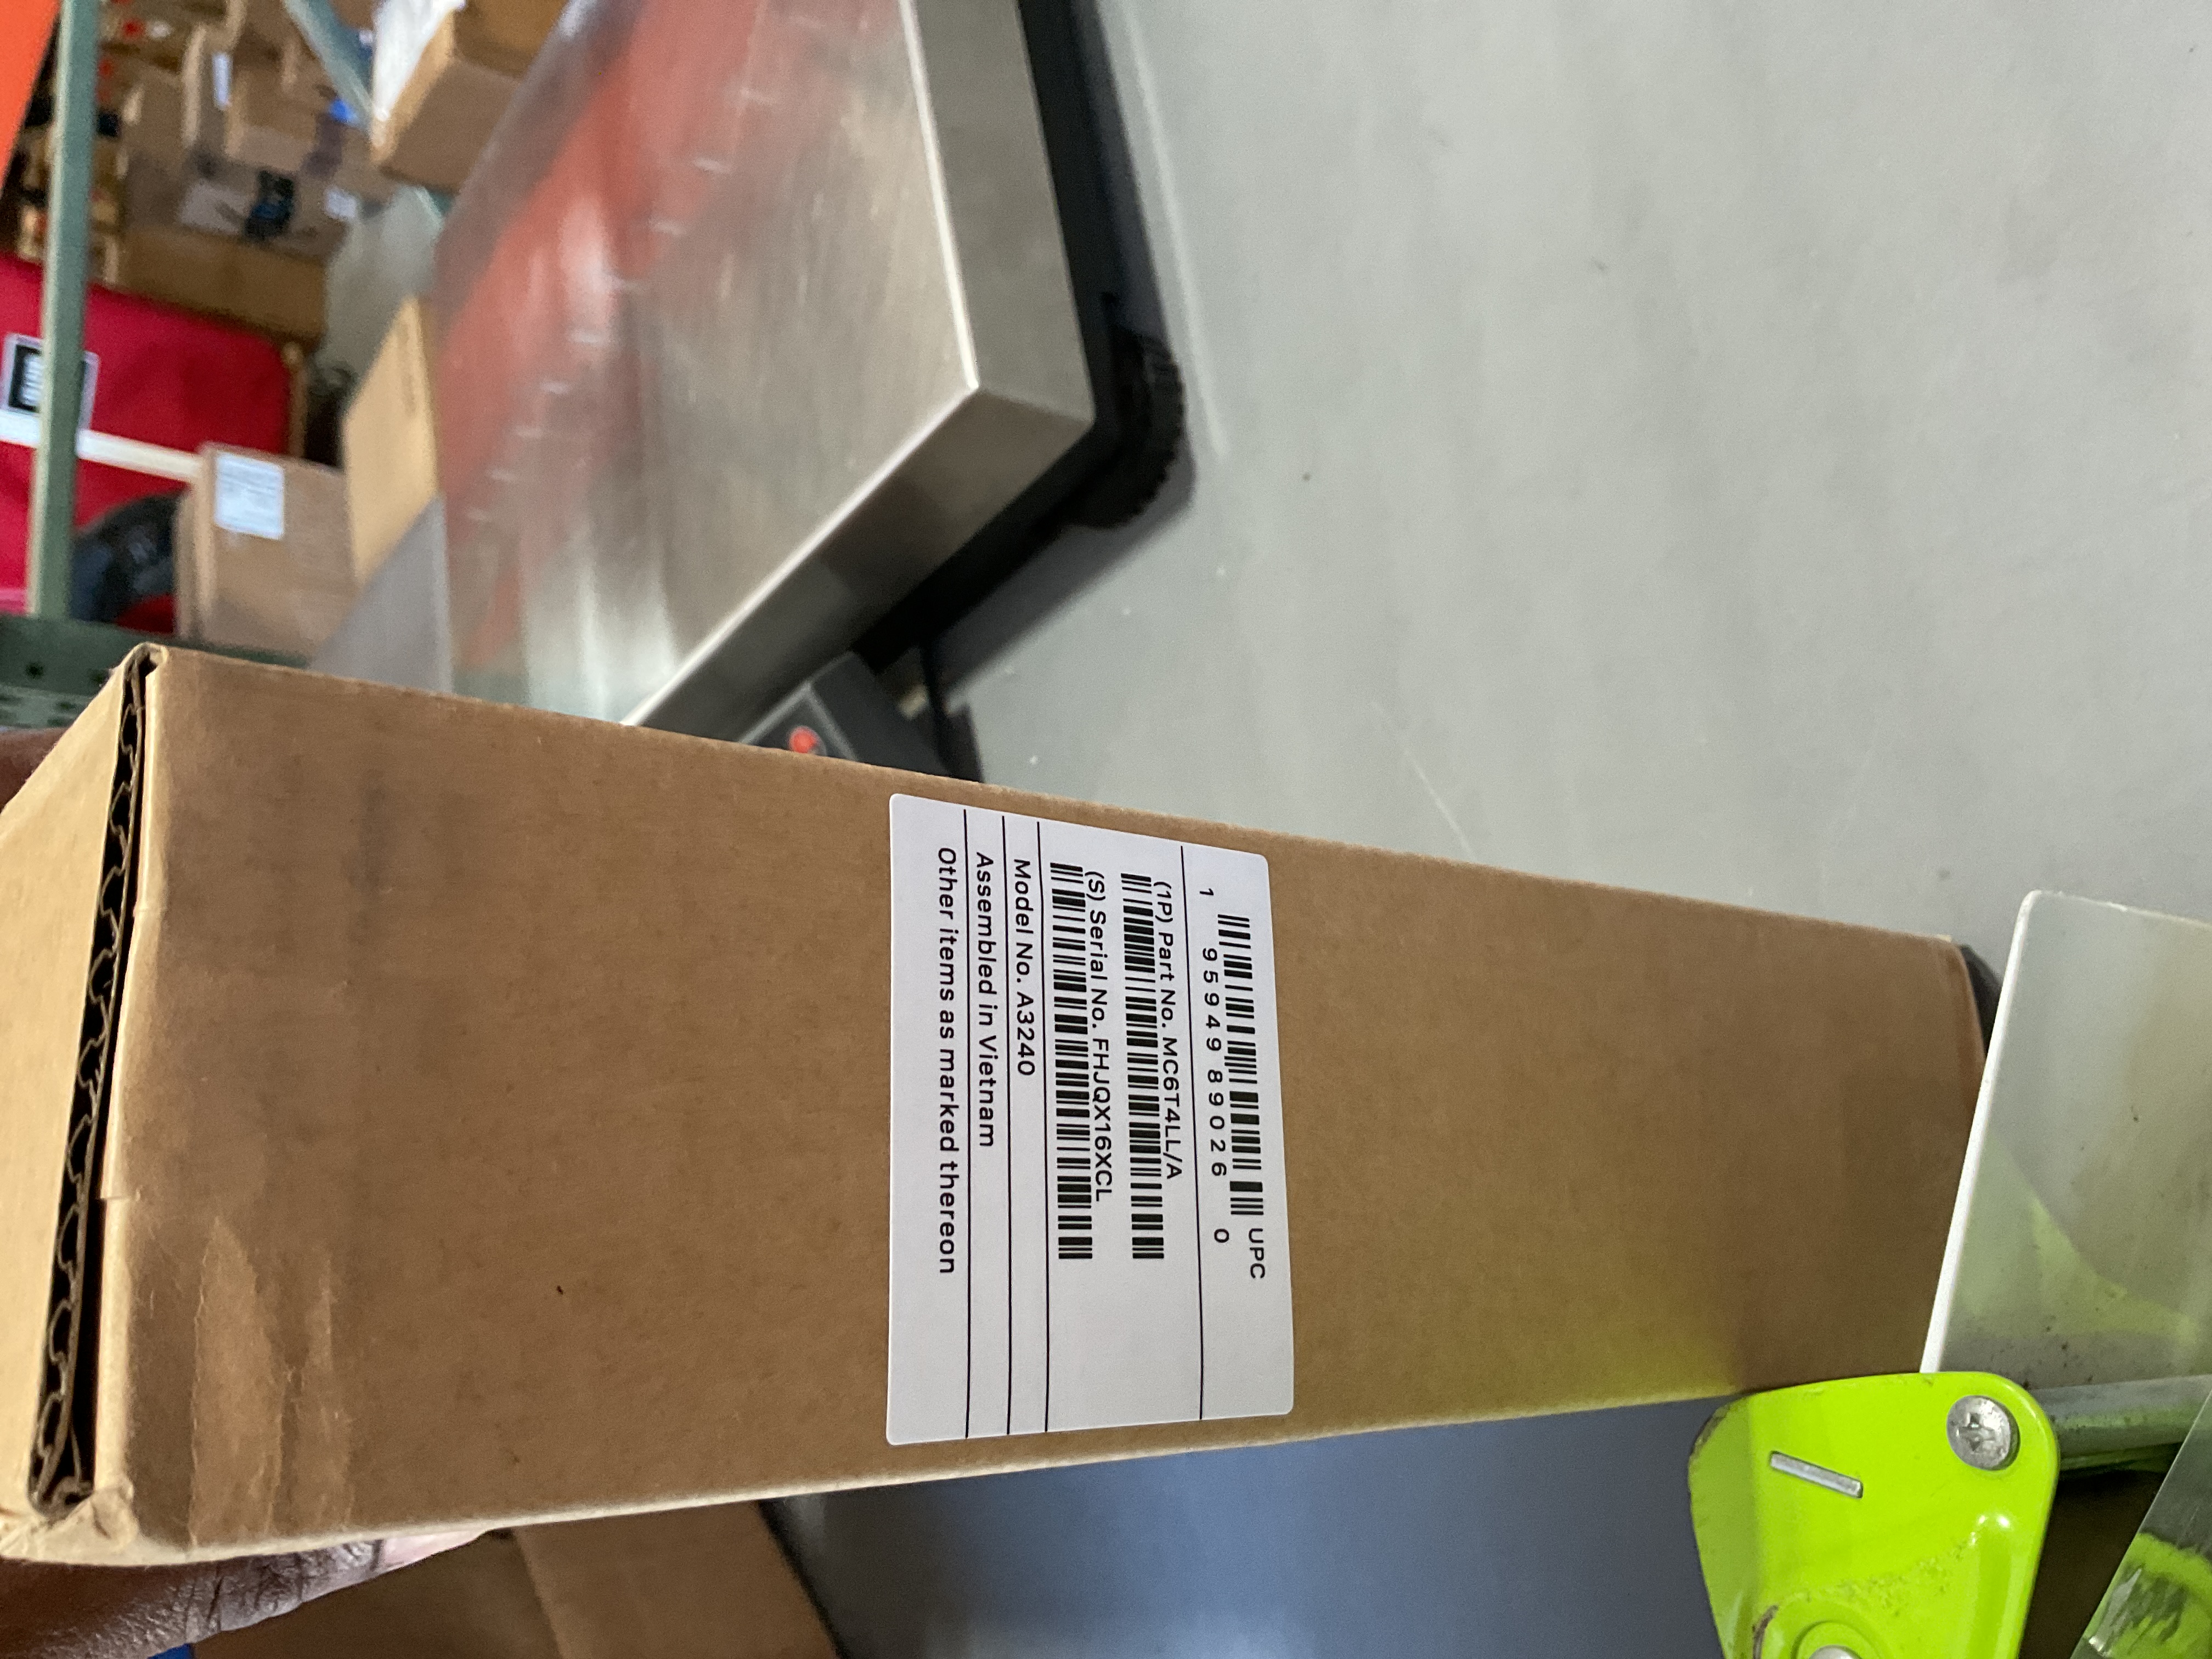 UPC
1 95949 89026 0
(1P) Part No. MC6T4LL/A
(S) Serial No. FHJQX16XCL
Model No. A3240
Assembled in Vietnam
Other items as marked thereon